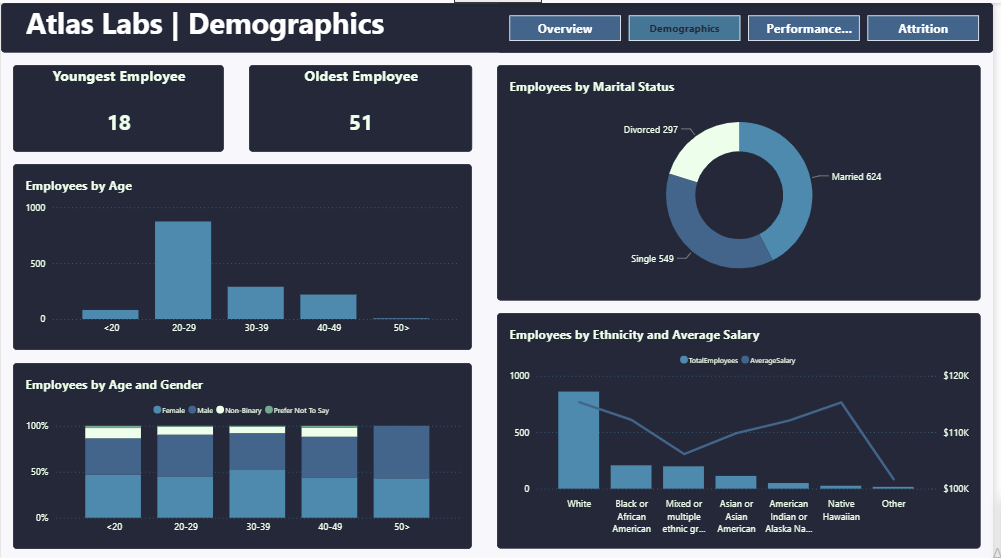 Atlas Labs | Demographics
Overview
Demographics
Performance...
Attrition
Youngest Employee
18
Oldest Employee
51
Employees by Age
1000
500
0
<20
20-29
30-39
40-49
50>
Employees by Age and Gender
Female
Male
Non-Binary
Prefer Not To Say
100%
50%
0%
<20
20-29
30-39
40-49
50>
Employees by Marital Status
Divorced 297
Married 624
Single 549
Employees by Ethnicity and Average Salary
TotalEmployees
AverageSalary
1000
500
0
$120K
$110K
$100K
White
Black or
African
American
Mixed or
multiple
ethnic gr...
Asian or
Asian
American
American
Indian or
Alaska Na...
Native
Hawaiian
Other